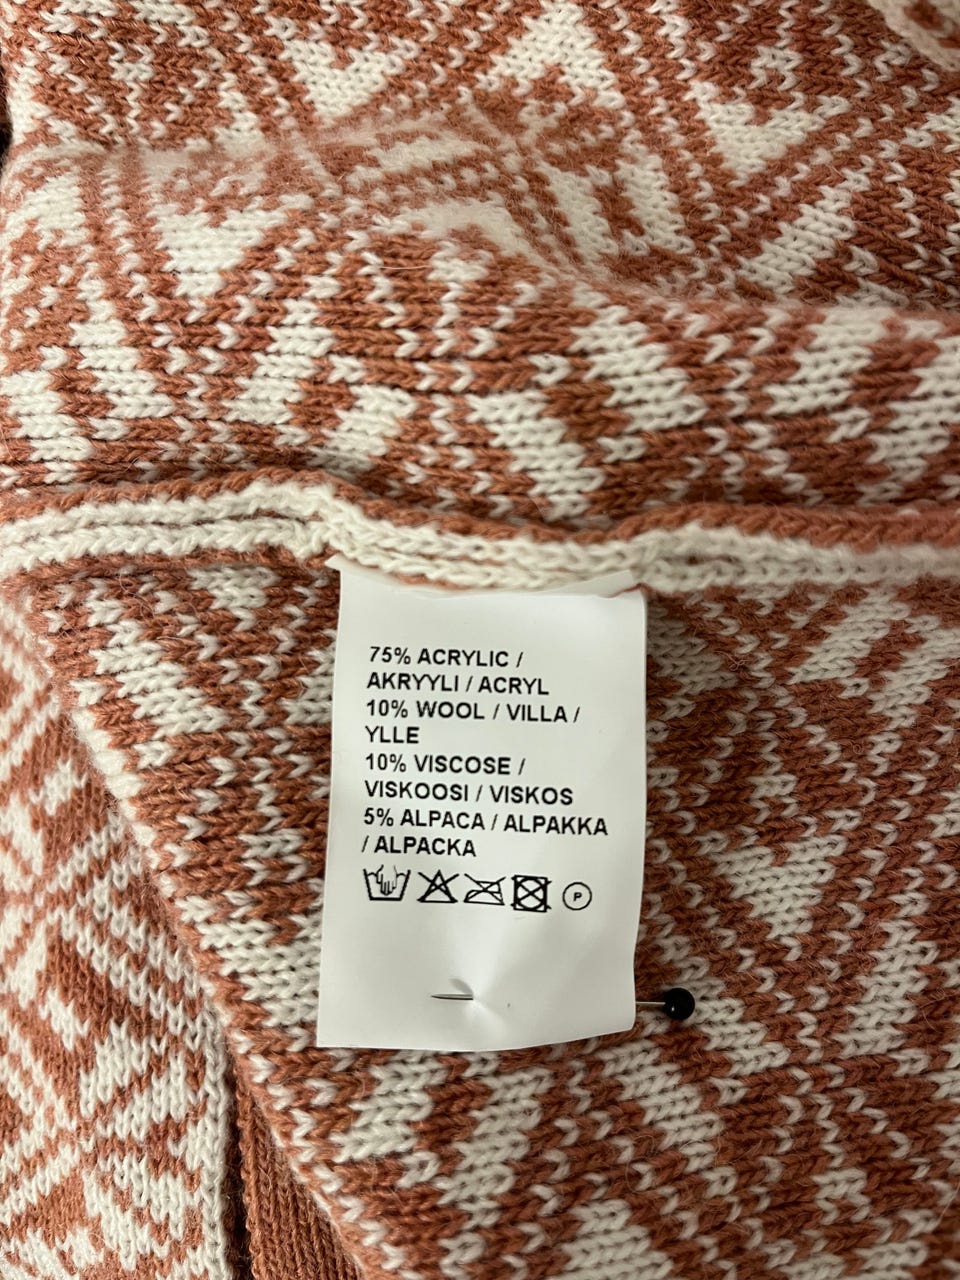 75% ACRYLIC /
AKRYYLI / ACRYL
10% WOOL / VILLA /
YLLE
10% VISCOSE /
VISKOOSI / VISKOS
5% ALPACA / ALPAKKA
/ ALPACKA
P